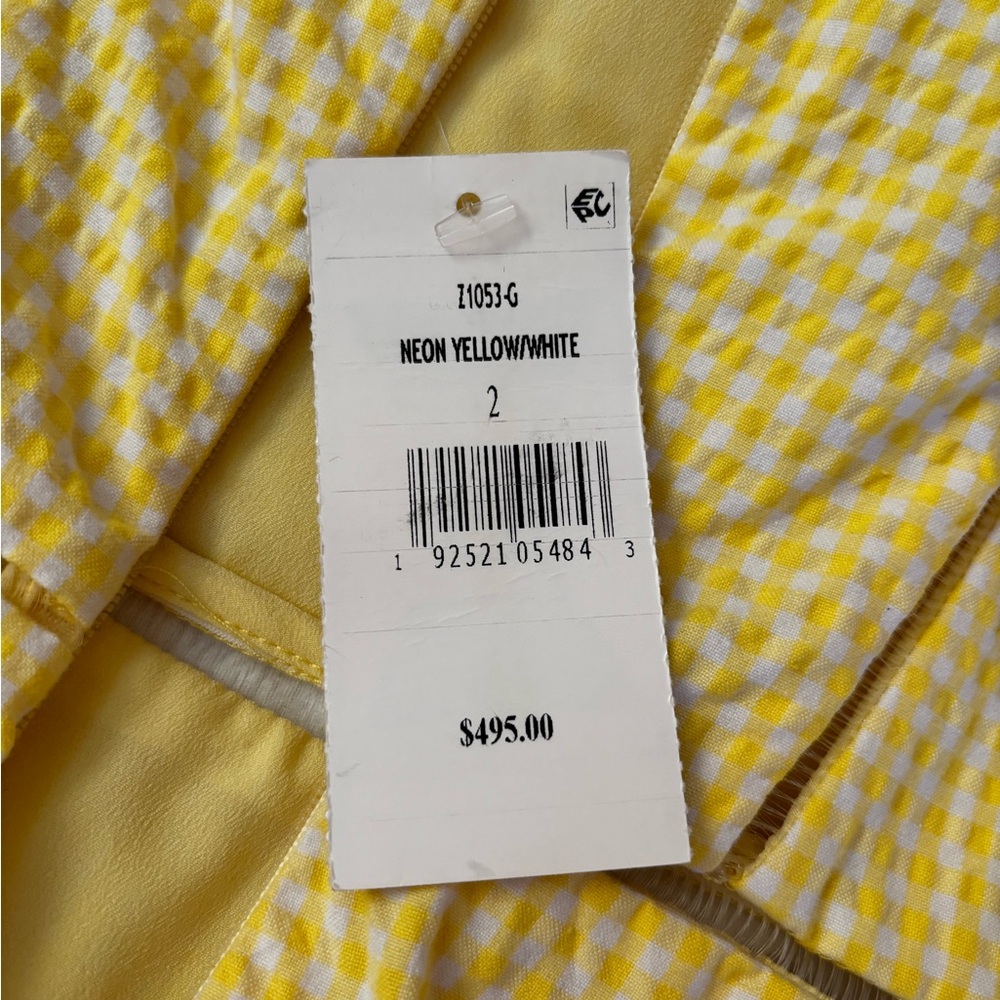 EPC
Z1053-G
NEON YELLOW/WHITE
2
1 92521 05484 3
$495.00